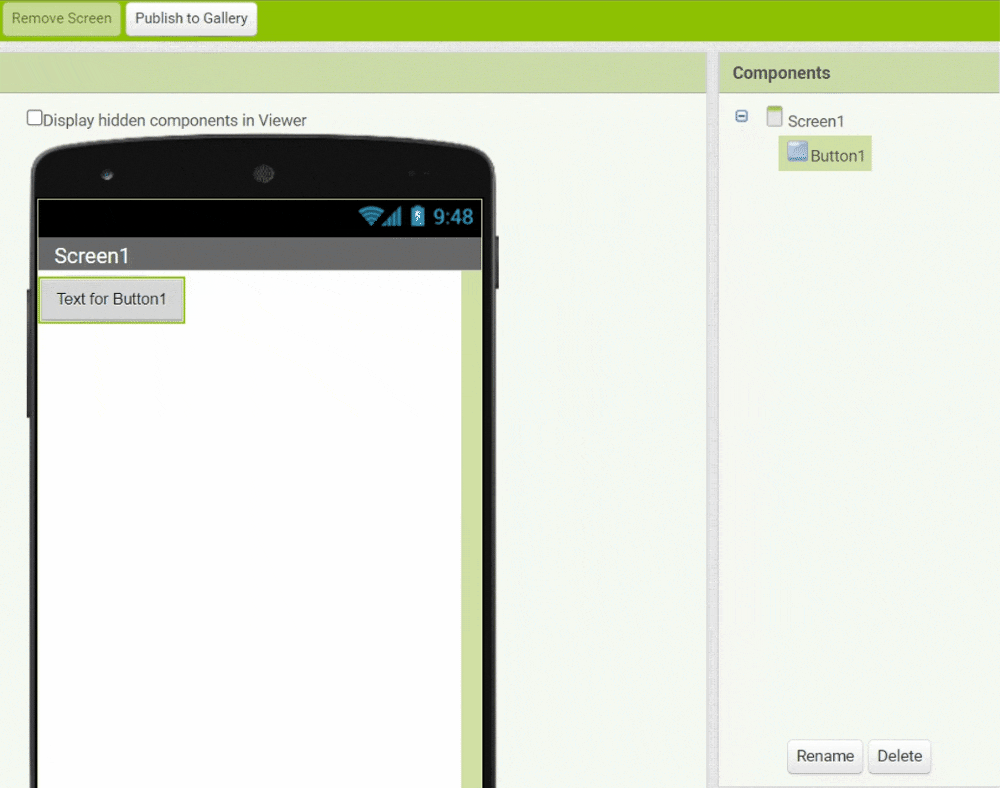 Remove Screen
Publish to Gallery
Components
Display hidden components in Viewer
Screen1
Button1
9:48
Screen1
Text for Button1
Rename
Delete